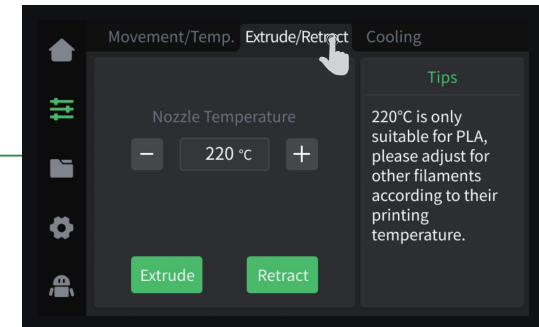 Movement/Temp. Extrude/Retract Cooling
Nozzle Temperature
− 220 °C +
Extrude Retract
Tips
220°C is only
suitable for PLA,
please adjust for
other filaments
according to their
printing
temperature.